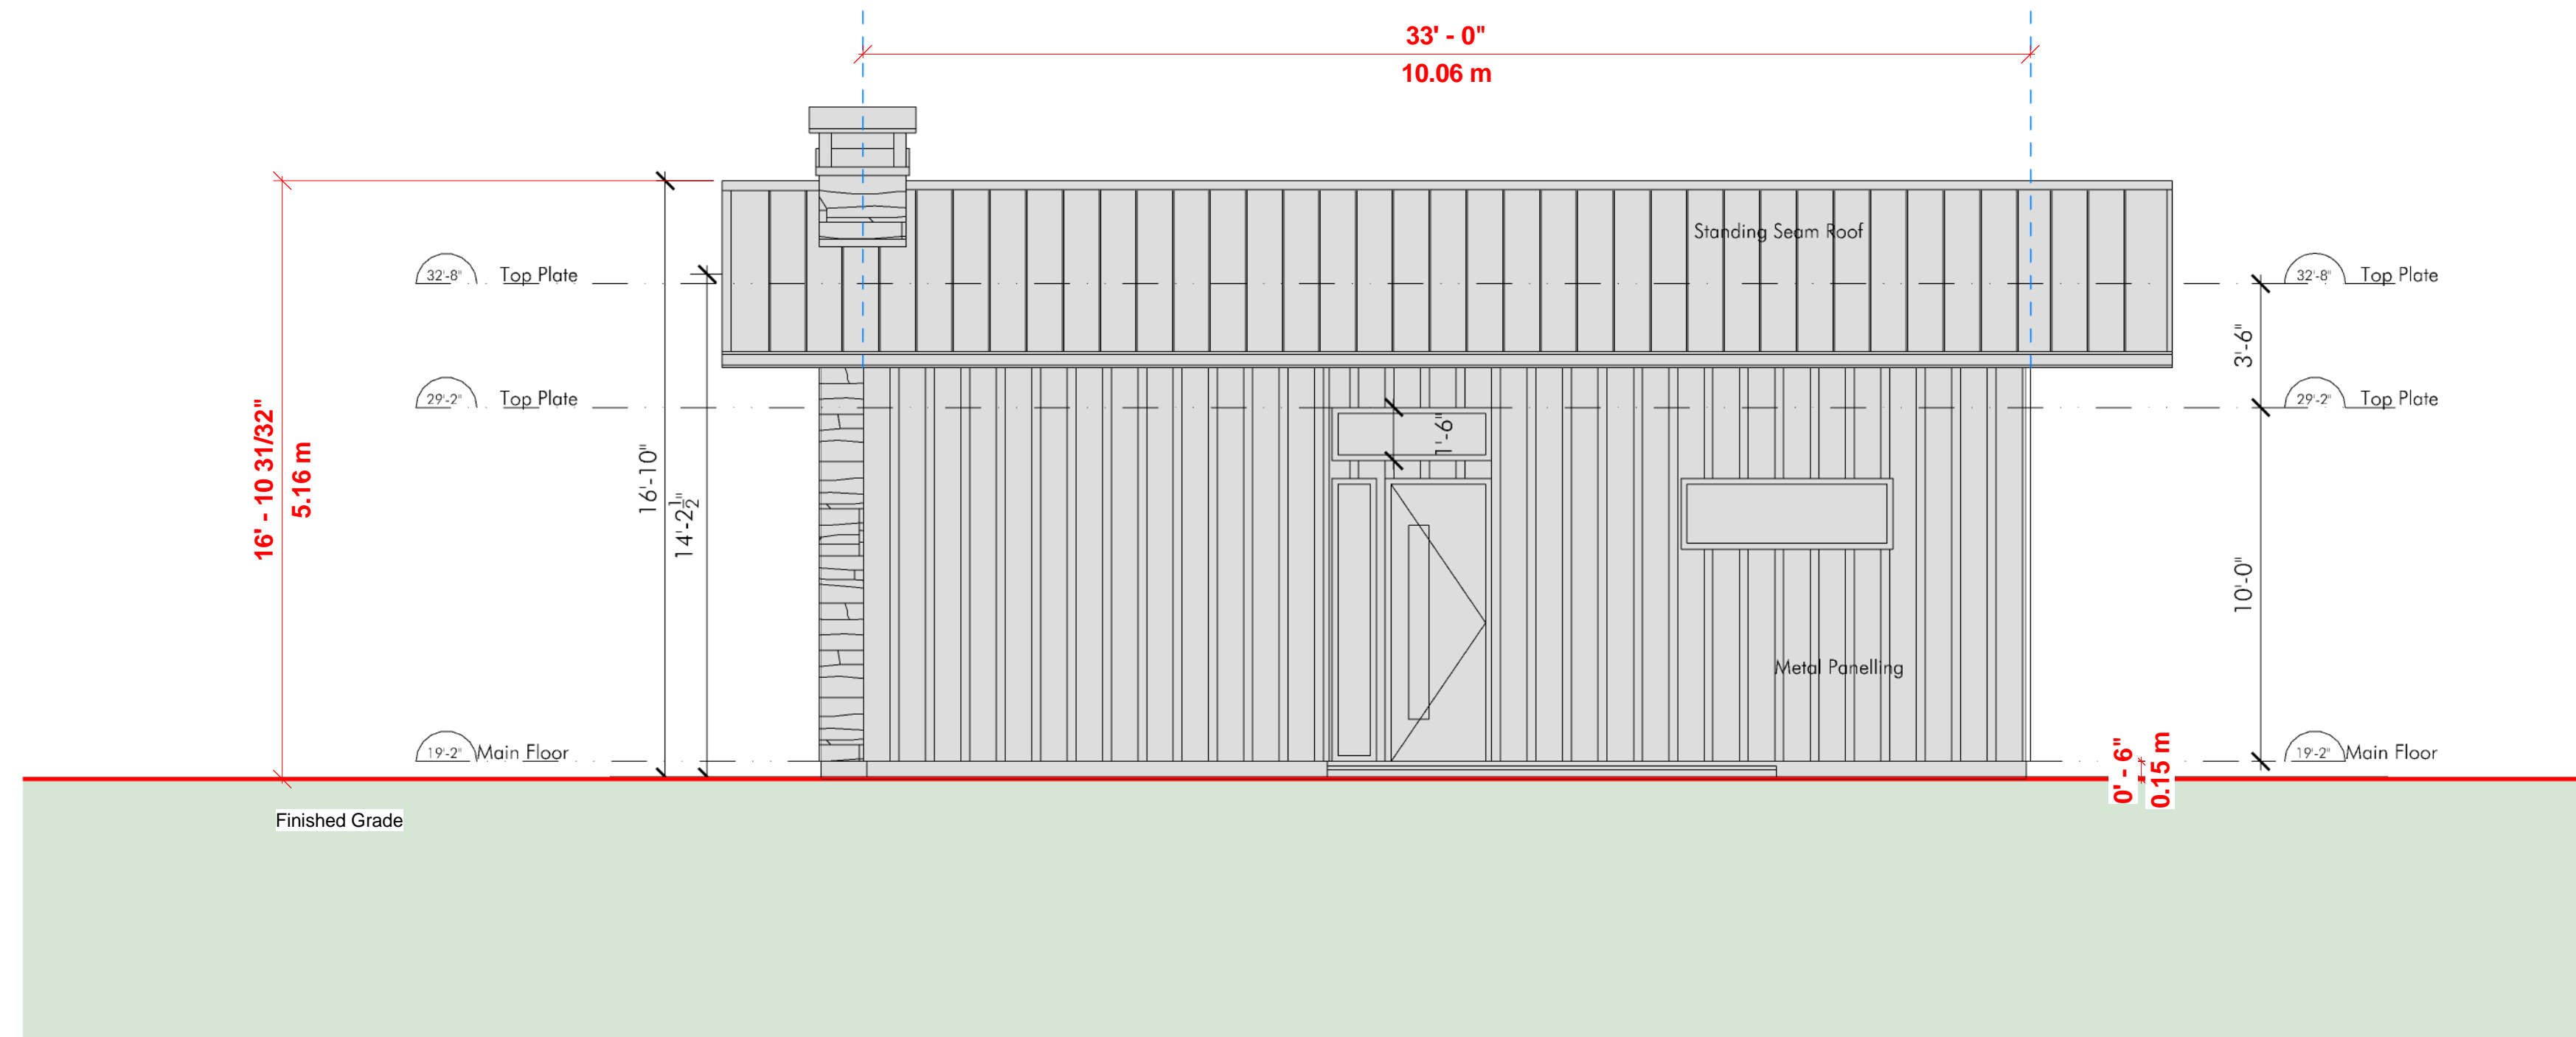 33' - 0"
10.06 m
Standing Seam Roof
32'-8" Top Plate
32'-8" Top Plate
3'-6"
29'-2" Top Plate
29'-2" Top Plate
1'-6"
16' - 10 31/32"
5.16 m
16'-10"
14'-2½"
10'-0"
Metal Panelling
19'-2" Main Floor
19'-2" Main Floor
0' - 6"
0.15 m
Finished Grade